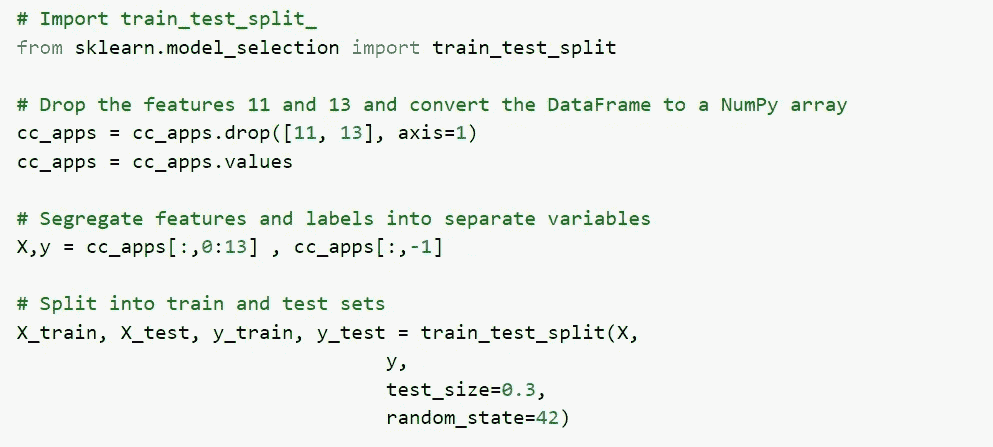 # Import train_test_split_
from sklearn.model_selection import train_test_split
# Drop the features 11 and 13 and convert the DataFrame to a NumPy array
cc_apps = cc_apps.drop([11, 13], axis=1)
cc_apps = cc_apps.values
# Segregate features and labels into separate variables
X,y = cc_apps[:,0:13] , cc_apps[:,-1]
# Split into train and test sets
X_train, X_test, y_train, y_test = train_test_split(X,
y,
test_size=0.3,
random_state=42)